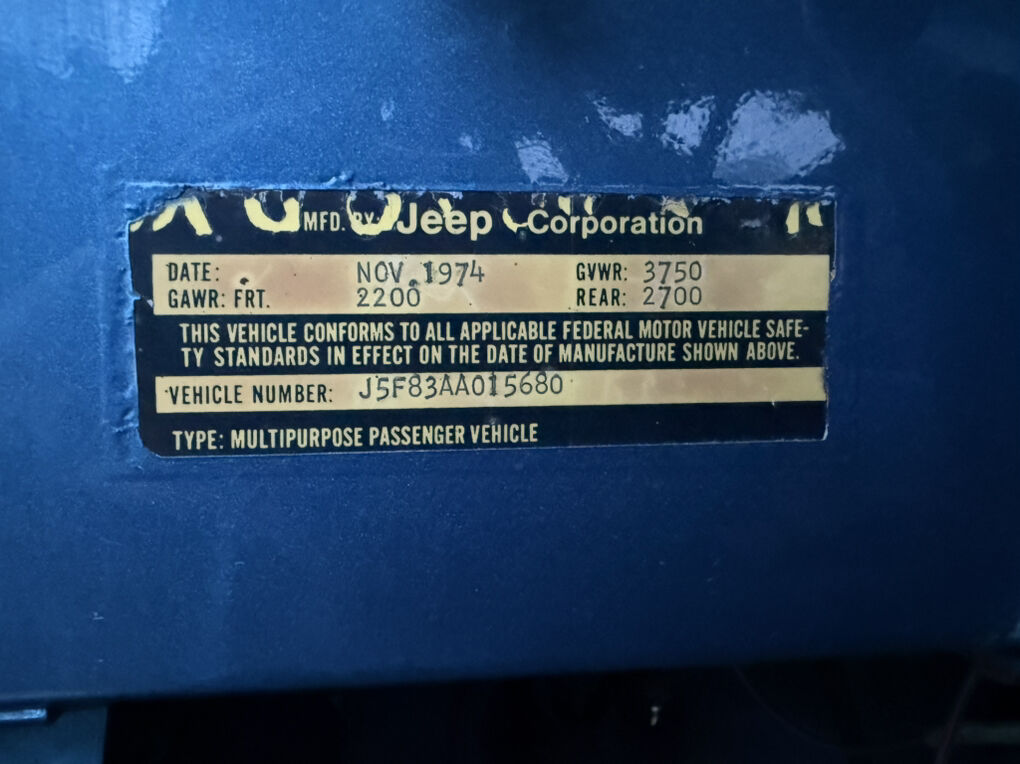 MFD. BY Jeep Corporation
DATE: NOV. 1974 GVWR: 3750
GAWR: FRT. 2200 REAR: 2700
THIS VEHICLE CONFORMS TO ALL APPLICABLE FEDERAL MOTOR VEHICLE SAFE-
TY STANDARDS IN EFFECT ON THE DATE OF MANUFACTURE SHOWN ABOVE.
VEHICLE NUMBER: J5F83AA015680
TYPE: MULTIPURPOSE PASSENGER VEHICLE